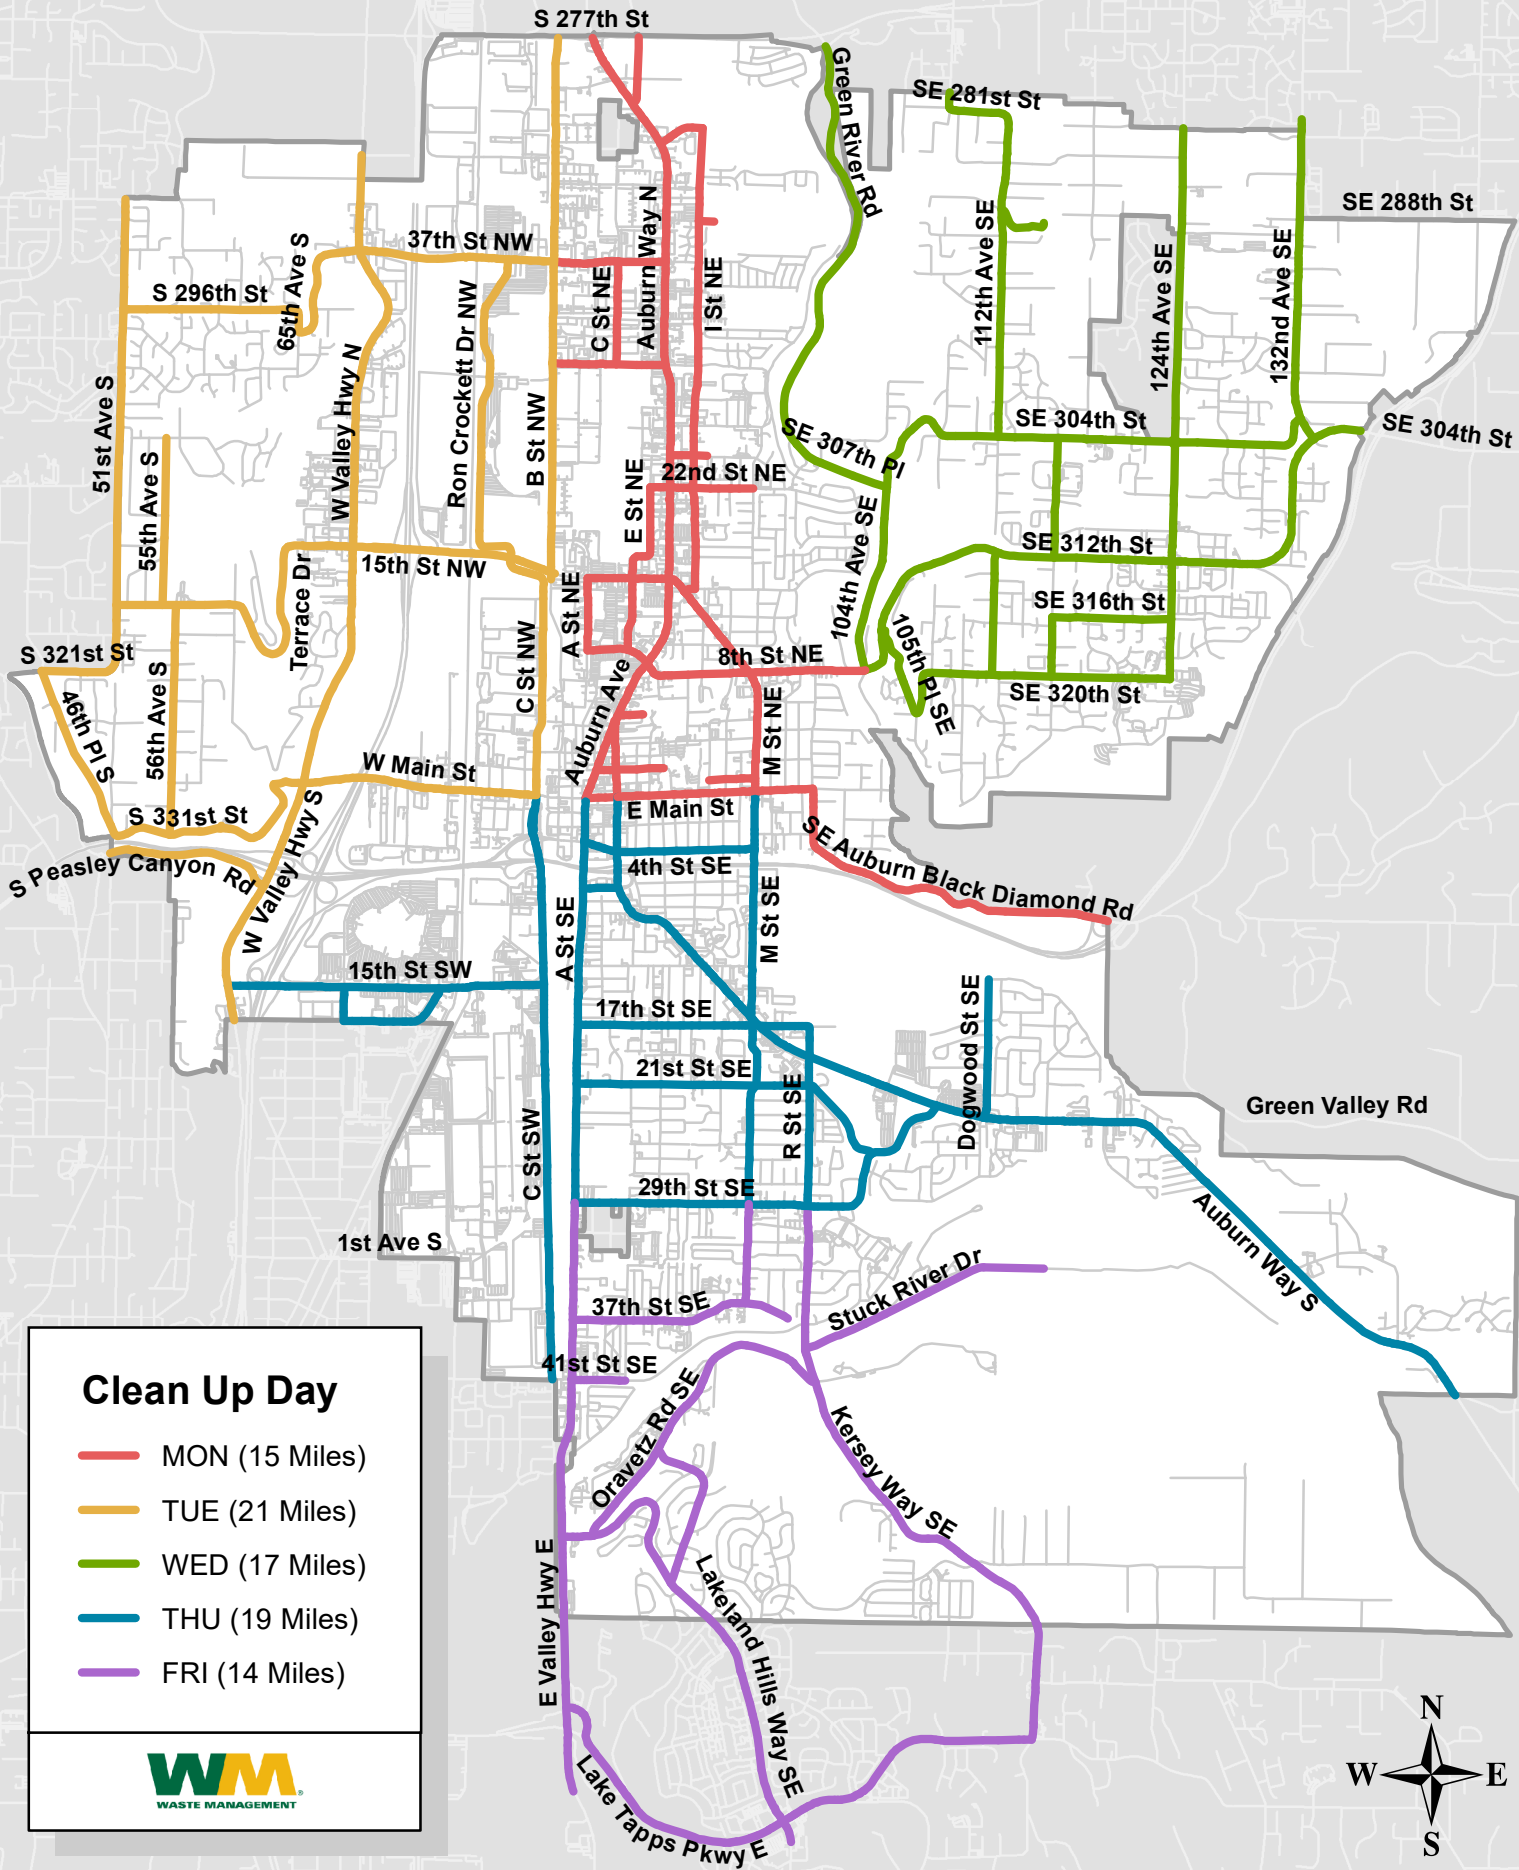 S 277th St
Green River Rd
SE 281st St
SE 288th St
37th St NW
65th Ave S
S 296th St
Ron Crockett Dr NW
W Valley Hwy N
Auburn Way N
C St NE
I St NE
112th Ave SE
124th Ave SE
132nd Ave SE
51st Ave S
55th Ave S
B St NW
E St NE
22nd St NE
SE 304th St
SE 304th St
SE 307th Pl
104th Ave SE
SE 312th St
15th St NW
Terrace Dr
A St NE
SE 316th St
105th Pl SE
S 321st St
C St NW
8th St NE
SE 320th St
46th Pl S
56th Ave S
Auburn Ave
M St NE
W Main St
S 331st St
W Valley Hwy S
E Main St
SE Auburn Black Diamond Rd
S Peasley Canyon Rd
4th St SE
A St SE
M St SE
15th St SW
17th St SE
Dogwood St SE
21st St SE
R St SE
Green Valley Rd
C St SW
29th St SE
Auburn Way S
1st Ave S
Stuck River Dr
37th St SE
41st St SE
Oravetz Rd SE
Kersey Way SE
E Valley Hwy E
Lakeland Hills Way SE
Lake Tapps Pkwy E
Clean Up Day
MON (15 Miles)
TUE (21 Miles)
WED (17 Miles)
THU (19 Miles)
FRI (14 Miles)
WM
WASTE MANAGEMENT
N
W E
S